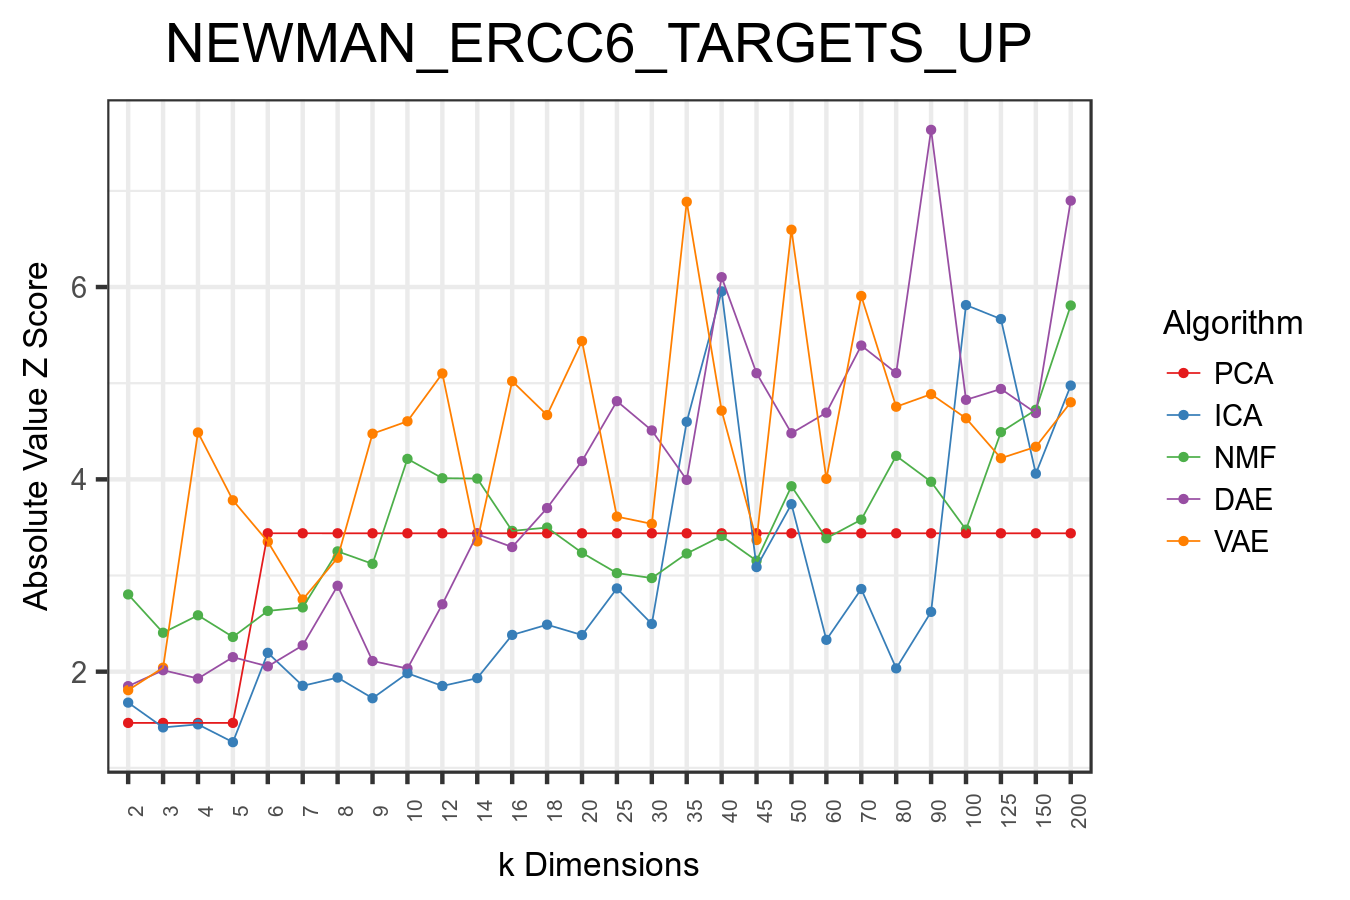 NEWMAN_ERCC6_TARGETS_UP
Absolute Value Z Score
6
4
2
2 3 4 5 6 7 8 9 10 12 14 16 18 20 25 30 35 40 45 50 60 70 80 90 100 125 150 200
k Dimensions
Algorithm
PCA
ICA
NMF
DAE
VAE